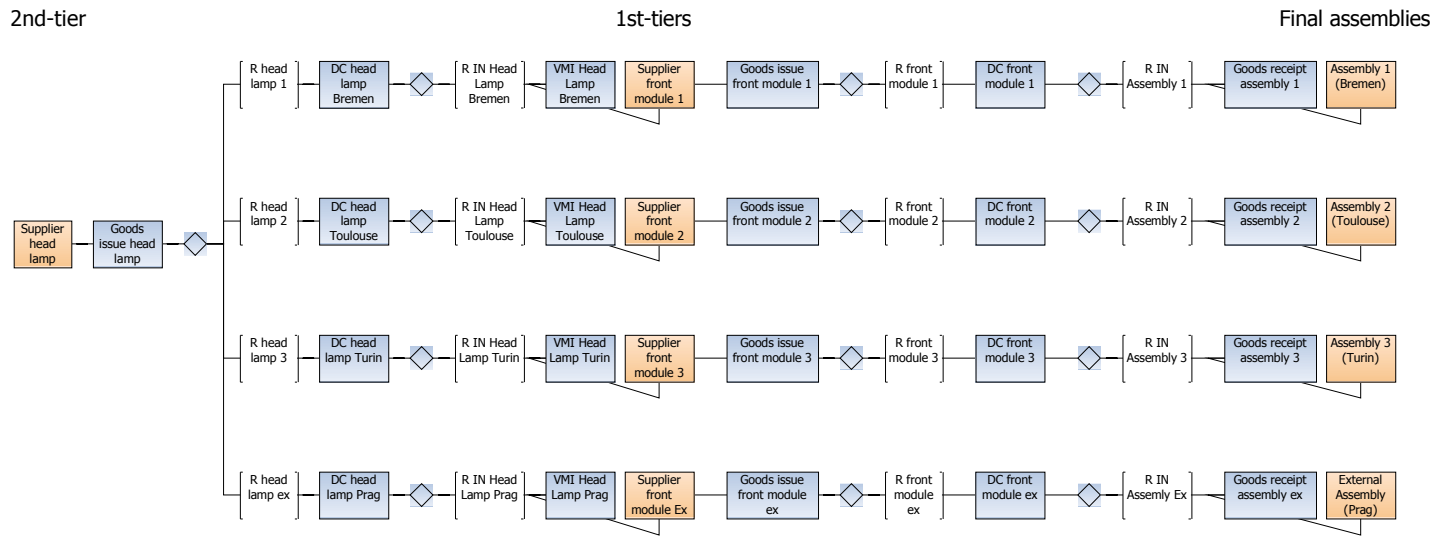 2nd-tier
1st-tiers
Final assemblies
R head
lamp 1
DC head
lamp
Bremen
R IN Head
Lamp
Bremen
VMI Head
Lamp
Bremen
Supplier
front
module 1
Goods issue
front module 1
R front
module 1
DC front
module 1
R IN
Assembly 1
Goods receipt
assembly 1
Assembly 1
(Bremen)
R head
lamp 2
DC head
lamp
Toulouse
R IN Head
Lamp
Toulouse
VMI Head
Lamp
Toulouse
Supplier
front
module 2
Goods issue
front module 2
R front
module 2
DC front
module 2
R IN
Assembly 2
Goods receipt
assembly 2
Assembly 2
(Toulouse)
Supplier
head
lamp
Goods
issue head
lamp
R head
lamp 3
DC head
lamp Turin
R IN Head
Lamp Turin
VMI Head
Lamp Turin
Supplier
front
module 3
Goods issue
front module 3
R front
module 3
DC front
module 3
R IN
Assembly 3
Goods receipt
assembly 3
Assembly 3
(Turin)
R head
lamp ex
DC head
lamp Prag
R IN Head
Lamp Prag
VMI Head
Lamp Prag
Supplier
front
module Ex
Goods issue
front module
ex
R front
module
ex
DC front
module ex
R IN
Assemly Ex
Goods receipt
assembly ex
External
Assembly
(Prag)